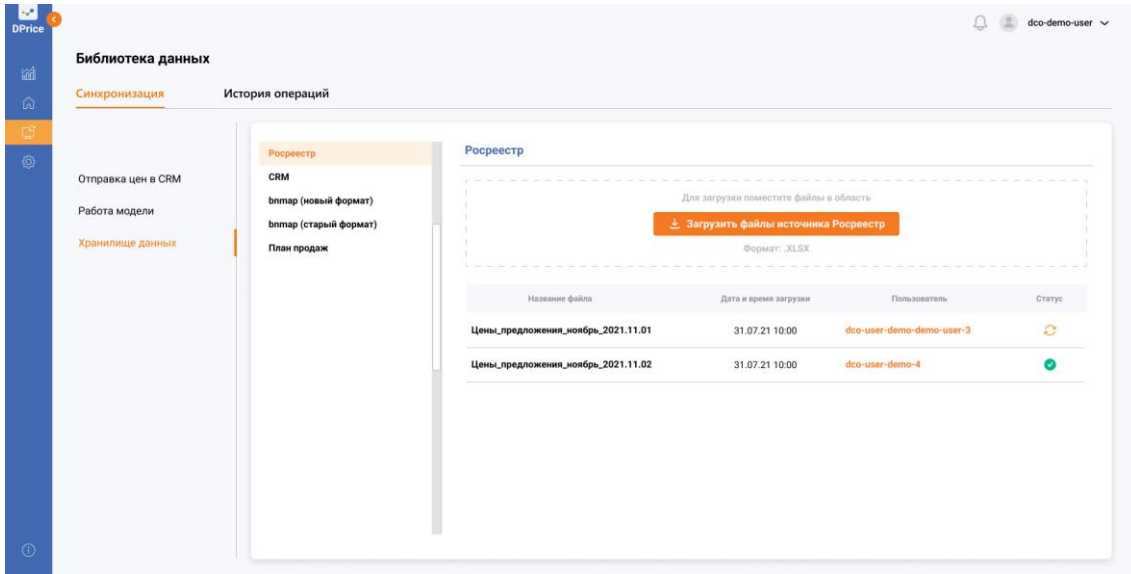 DPrice
dco-demo-user
Библиотека данных
Синхронизация
История операций
Отправка цен в CRM
Работа модели
Хранилище данных
Росреестр
CRM
bnmap (новый формат)
bnmap (старый формат)
План продаж
Росреестр
Для загрузки поместите файлы в область
Загрузить файлы источника Росреестр
Формат: .XLSX
Название файла Дата и время загрузки Пользователь Статус
Цены_предложения_ноябрь_2021.11.01 31.07.21 10:00 dco-user-demo-demo-user-3
Цены_предложения_ноябрь_2021.11.02 31.07.21 10:00 dco-user-demo-4